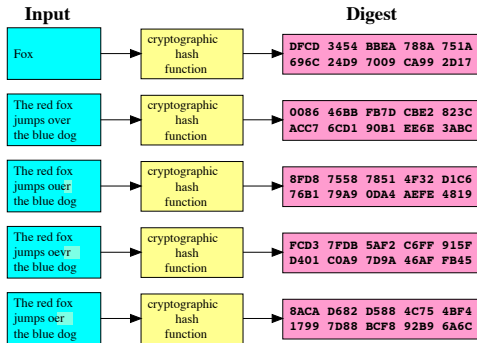 Input
Digest
Fox
cryptographic
hash
function
DFCD 3454 BBEA 788A 751A
696C 24D9 7009 CA99 2D17
The red fox
jumps over
the blue dog
cryptographic
hash
function
0086 46BB FB7D CBE2 823C
ACC7 6CD1 90B1 EE6E 3ABC
The red fox
jumps ouer
the blue dog
cryptographic
hash
function
8FD8 7558 7851 4F32 D1C6
76B1 79A9 0DA4 AEFE 4819
The red fox
jumps oevr
the blue dog
cryptographic
hash
function
FCD3 7FDB 5AF2 C6FF 915F
D401 C0A9 7D9A 46AF FB45
The red fox
jumps oer
the blue dog
cryptographic
hash
function
8ACA D682 D588 4C75 4BF4
1799 7D88 BCF8 92B9 6A6C